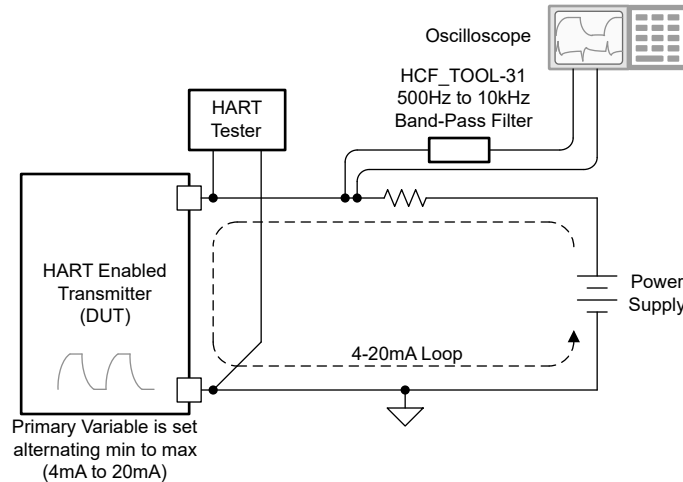 Oscilloscope
HCF_TOOL-31
500Hz to 10kHz
Band-Pass Filter
HART
Tester
HART Enabled
Transmitter
(DUT)
Power
Supply
4-20mA Loop
Primary Variable is set
alternating min to max
(4mA to 20mA)